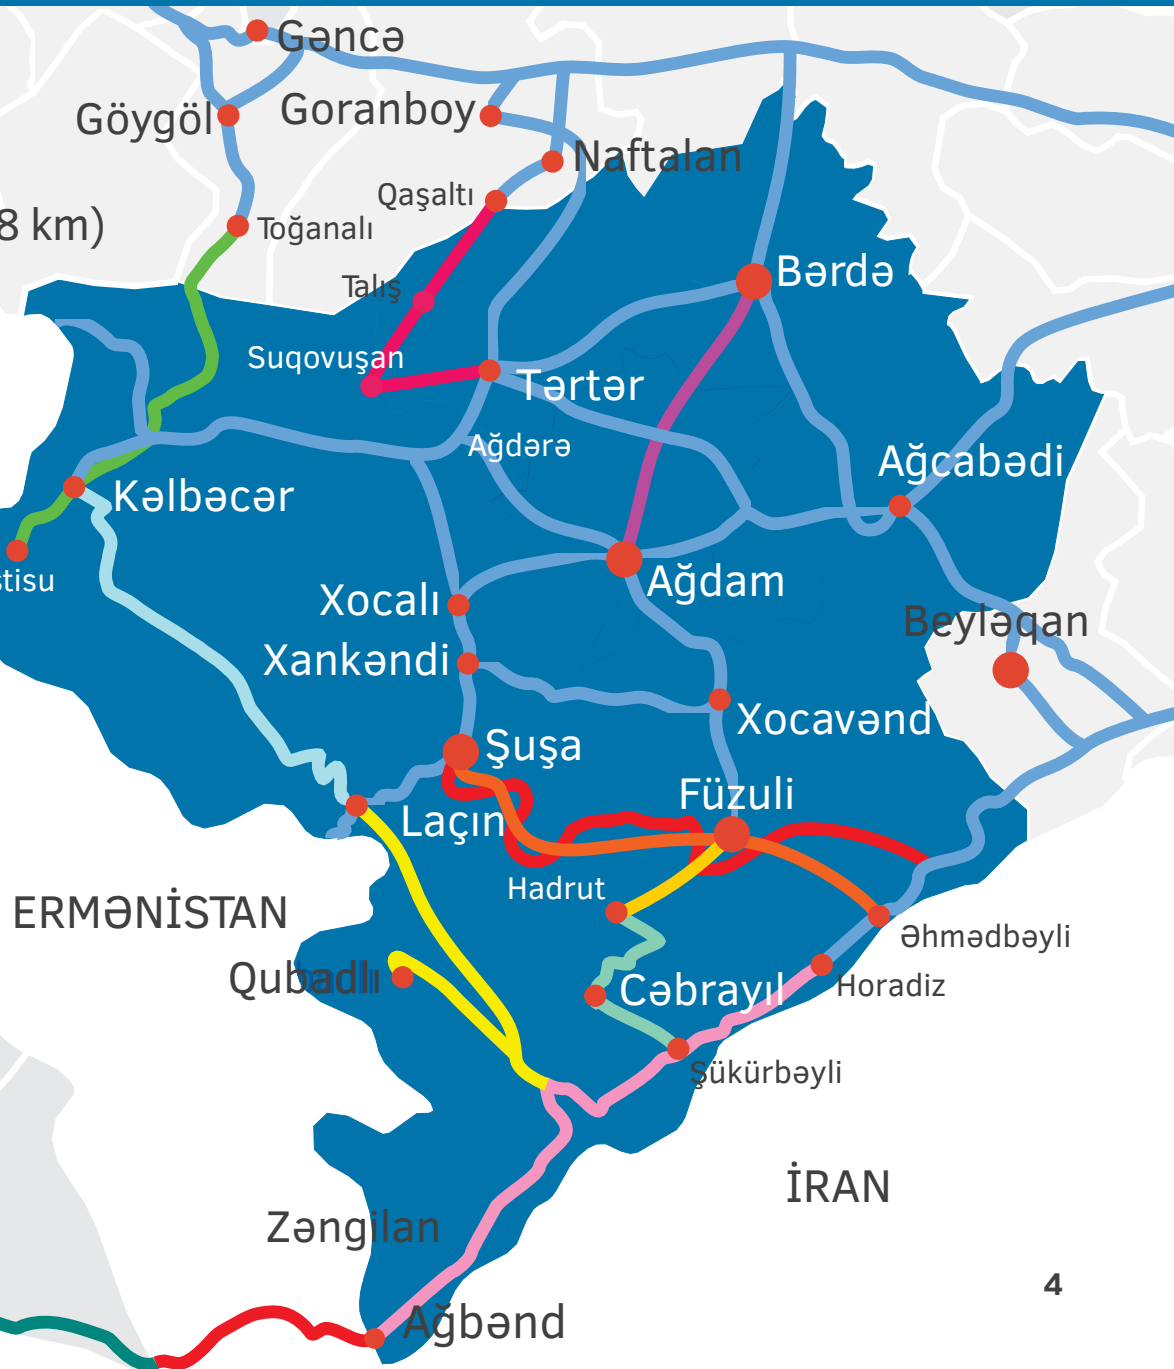 Gəncə
Göygöl
Goranboy
Naftalan
Qaşaltı
8 km)
Toğanalı
Bərdə
Talış
Suqovuşan
Tərtər
Ağdərə
Ağcabədi
Kəlbəcər
stisu
Ağdam
Xocalı
Beyləqan
Xankəndi
Xocavənd
Şuşa
Füzuli
Laçın
Hadrut
ERMƏNİSTAN
Əhmədbəyli
Qubadlı
Cəbrayıl
Horadiz
Şükürbəyli
İRAN
Zəngilan
4
Ağbənd